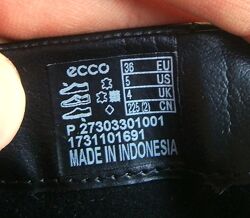 ecco
36 EU
5 US
4 UK
225(2) CN
P 27303301001
1731101691
MADE IN INDONESIA